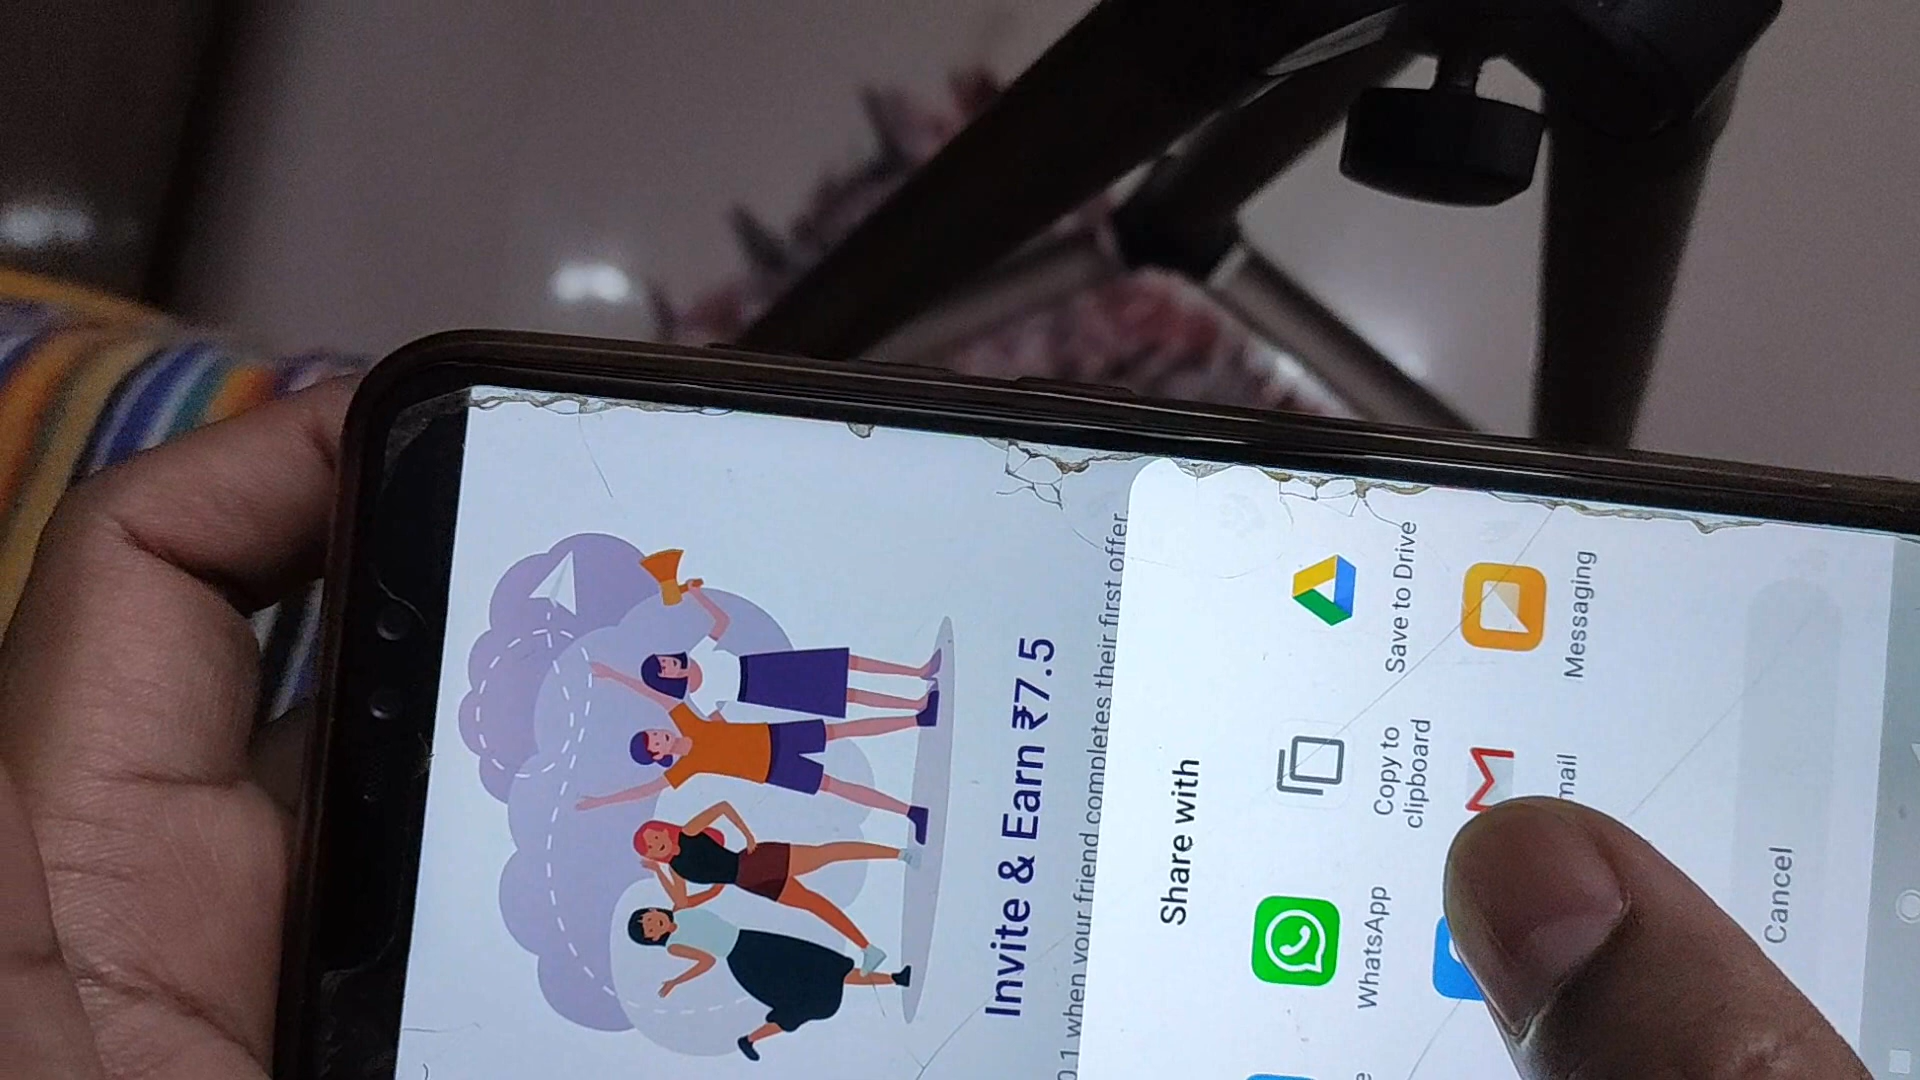 Invite & Earn ₹7.5
when your friend completes their first offer
Share with
WhatsApp
Copy to
clipboard
Save to Drive
Messaging
Cancel